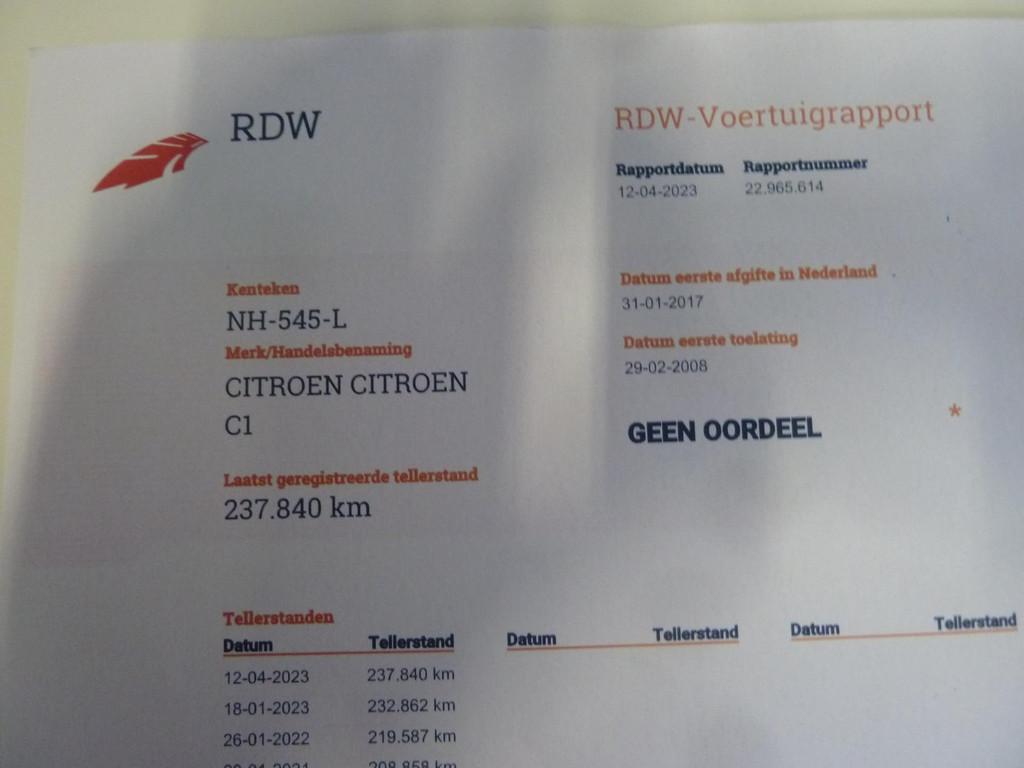 RDW
RDW-Voertuigrapport
Rapportdatum Rapportnummer
12-04-2023 22.965.614
Kenteken
NH-545-L
Merk/Handelsbenaming
CITROEN CITROEN
C1
Laatst geregistreerde tellerstand
237.840 km
Datum eerste afgifte in Nederland
31-01-2017
Datum eerste toelating
29-02-2008
GEEN OORDEEL *
Tellerstanden
Datum Tellerstand Datum Tellerstand Datum Tellerstand
12-04-2023 237.840 km
18-01-2023 232.862 km
26-01-2022 219.587 km
208.858 km